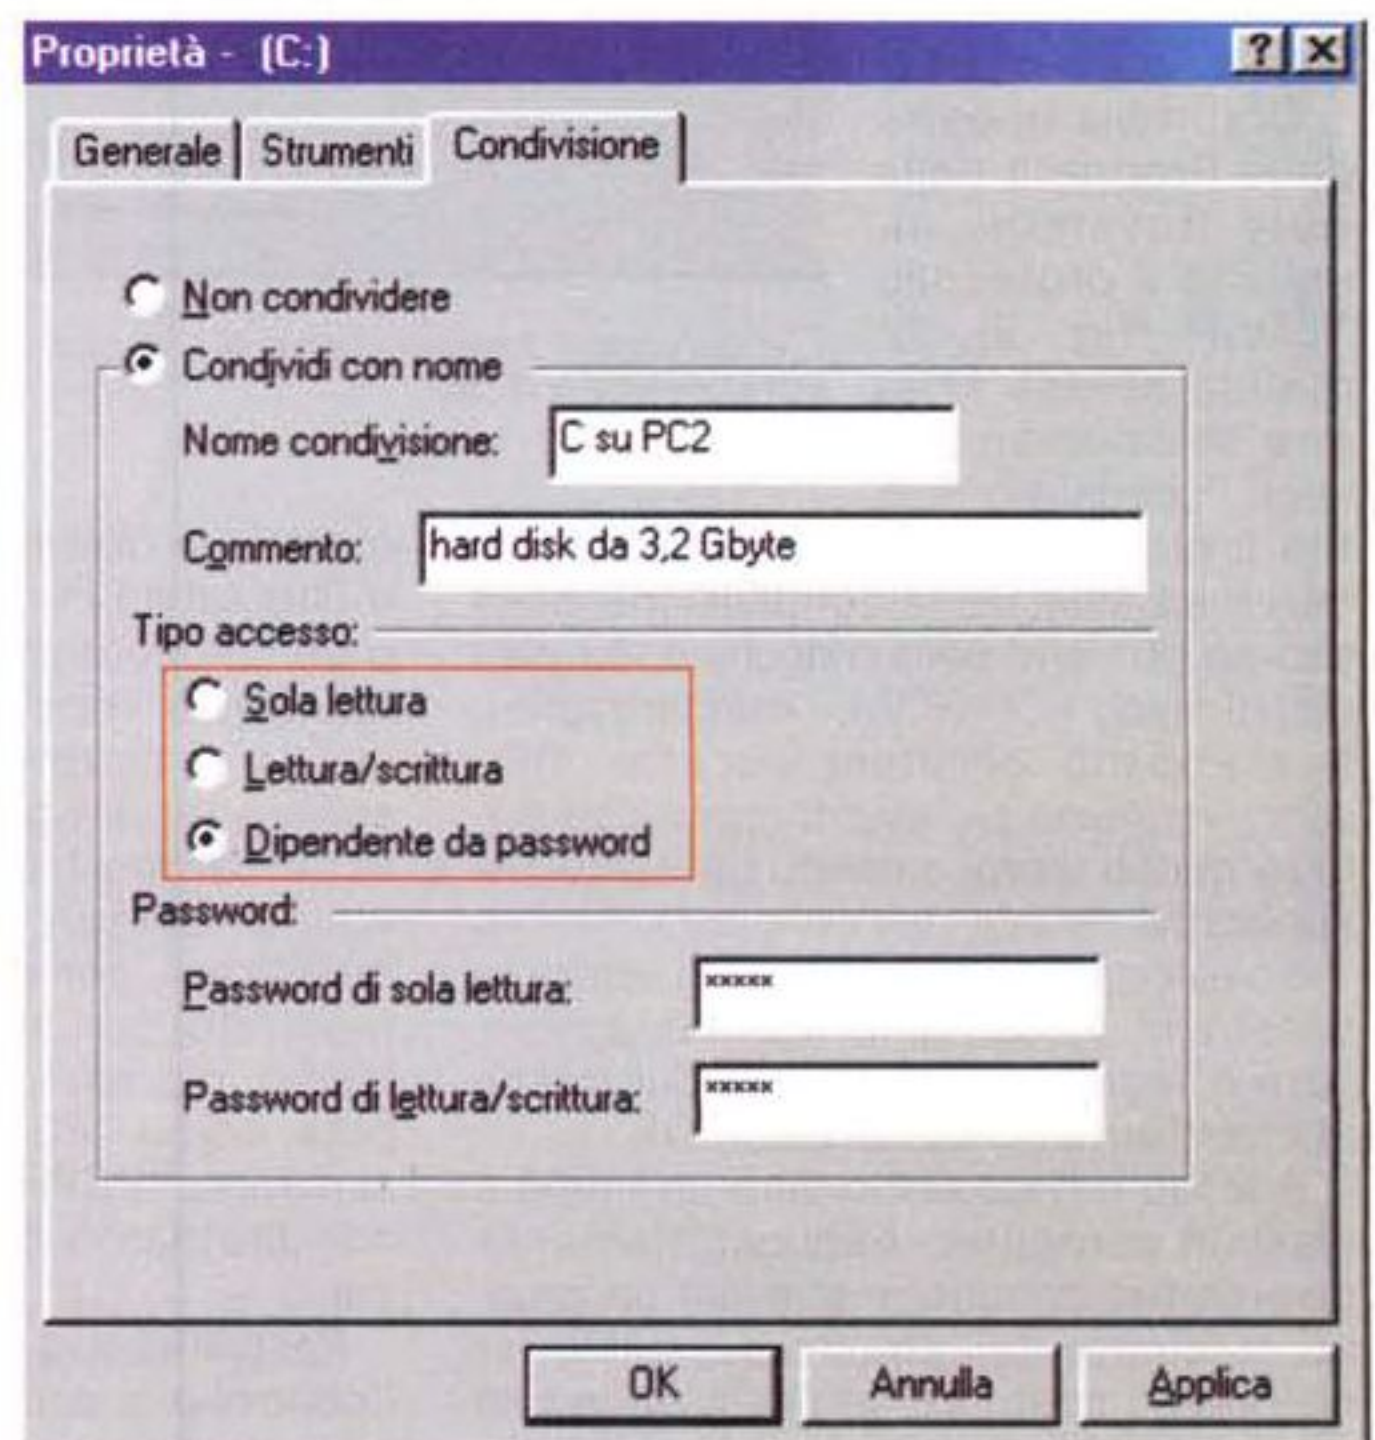 Proprietà - (C:)
Generale Strumenti Condivisione
Non condividere
Condividi con nome
Nome condivisione: C su PC2
Commento: hard disk da 3,2 Gbyte
Tipo accesso:
Sola lettura
Lettura/scrittura
Dipendente da password
Password:
Password di sola lettura: *****
Password di lettura/scrittura: *****
OK Annulla Applica